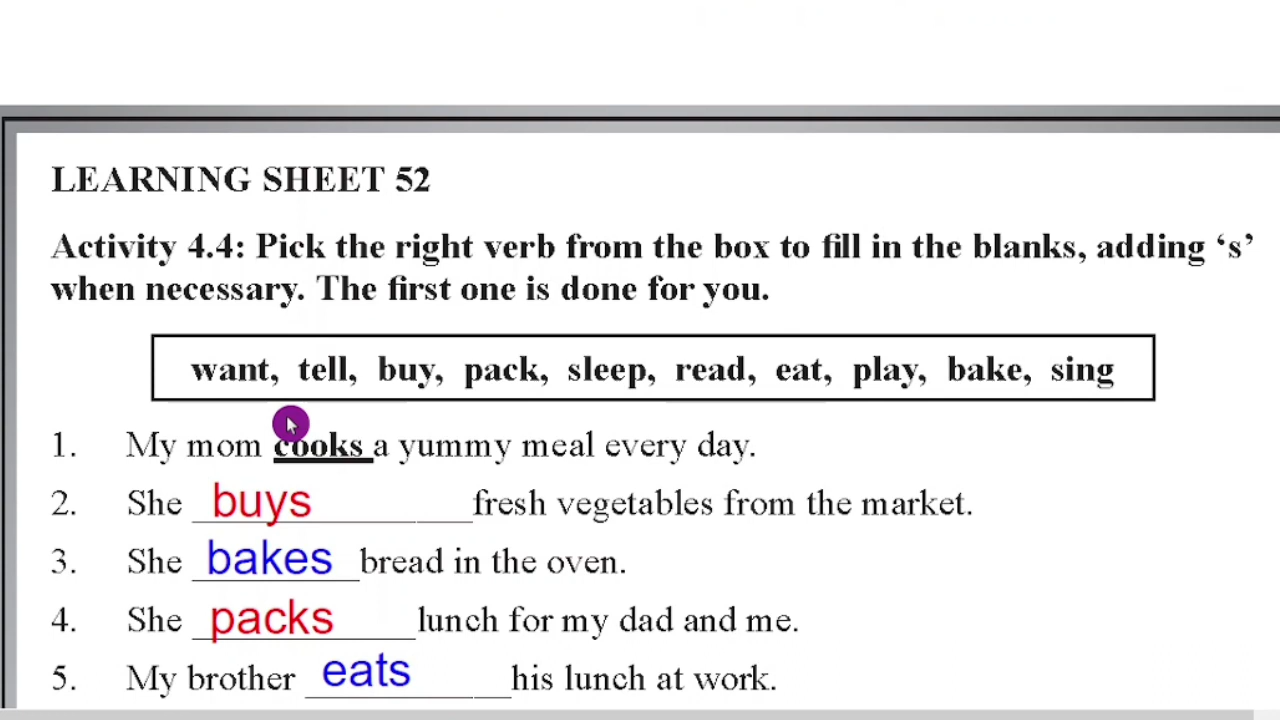 LEARNING SHEET 52
Activity 4.4: Pick the right verb from the box to fill in the blanks, adding ‘s’
when necessary. The first one is done for you.
want, tell, buy, pack, sleep, read, eat, play, bake, sing
1. My mom cooks a yummy meal every day.
2. She buys fresh vegetables from the market.
3. She bakes bread in the oven.
4. She packs lunch for my dad and me.
5. My brother eats his lunch at work.